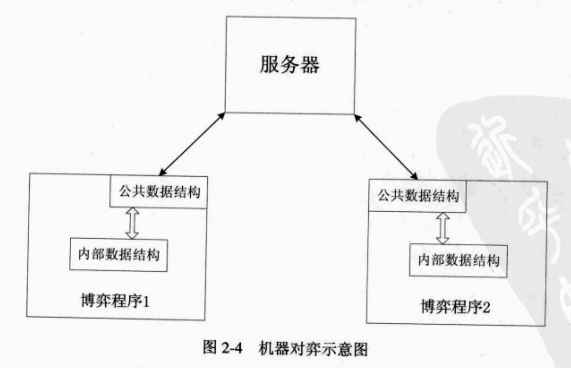 服务器
公共数据结构
公共数据结构
内部数据结构
内部数据结构
博弈程序1
博弈程序2
图 2-4 机器对弈示意图